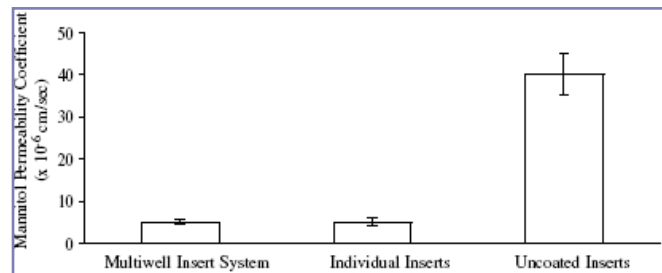 Mannitol Permeability Coefficient
(x 10-6 cm/sec)
50
40
30
20
10
0
Multiwell Insert System Individual Inserts Uncoated Inserts